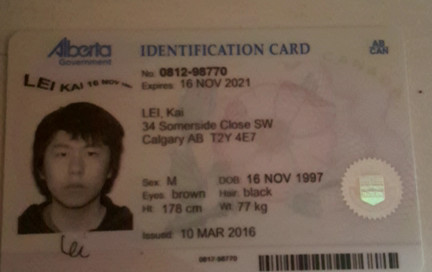 Alberta
Government
IDENTIFICATION CARD
AB
CAN
No. 0812-98770
Expires: 16 NOV 2021
LEI KAI 16 NOV
LEI, Kai
34 Somerside Close SW
Calgary AB T2Y 4E7
Sex: M DOB: 16 NOV 1997
Eyes: brown Hair: black
Ht: 178 cm Wt: 77 kg
Issued: 10 MAR 2016
0812-98770